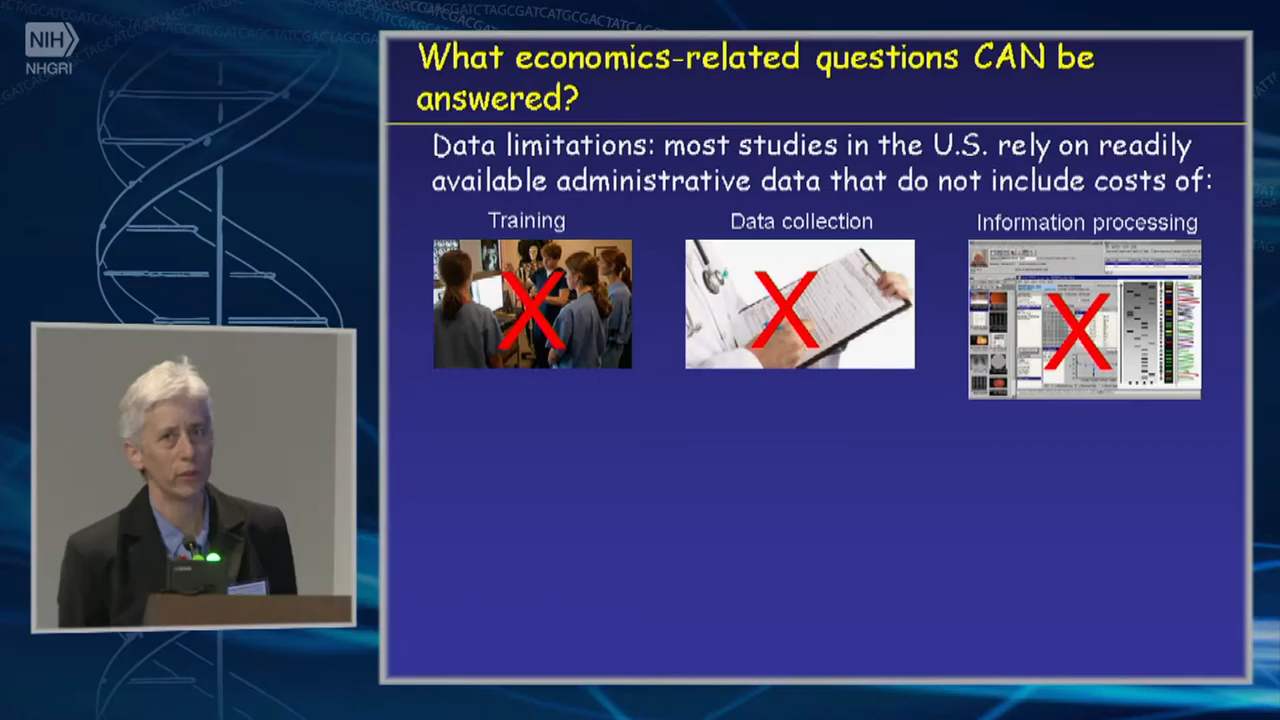 NIH
NHGRI
What economics-related questions CAN be
answered?
Data limitations: most studies in the U.S. rely on readily
available administrative data that do not include costs of:
Training
Data collection
Information processing